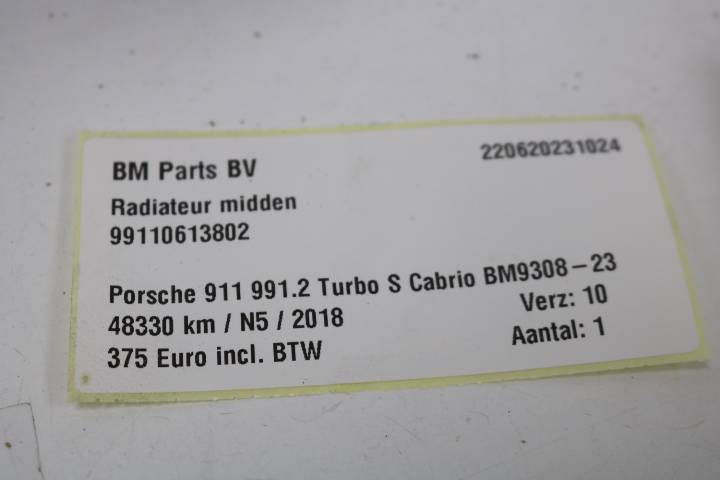 BM Parts BV 220620231024
Radiateur midden
99110613802
Porsche 911 991.2 Turbo S Cabrio BM9308-23
48330 km / N5 / 2018 Verz: 10
375 Euro incl. BTW Aantal: 1